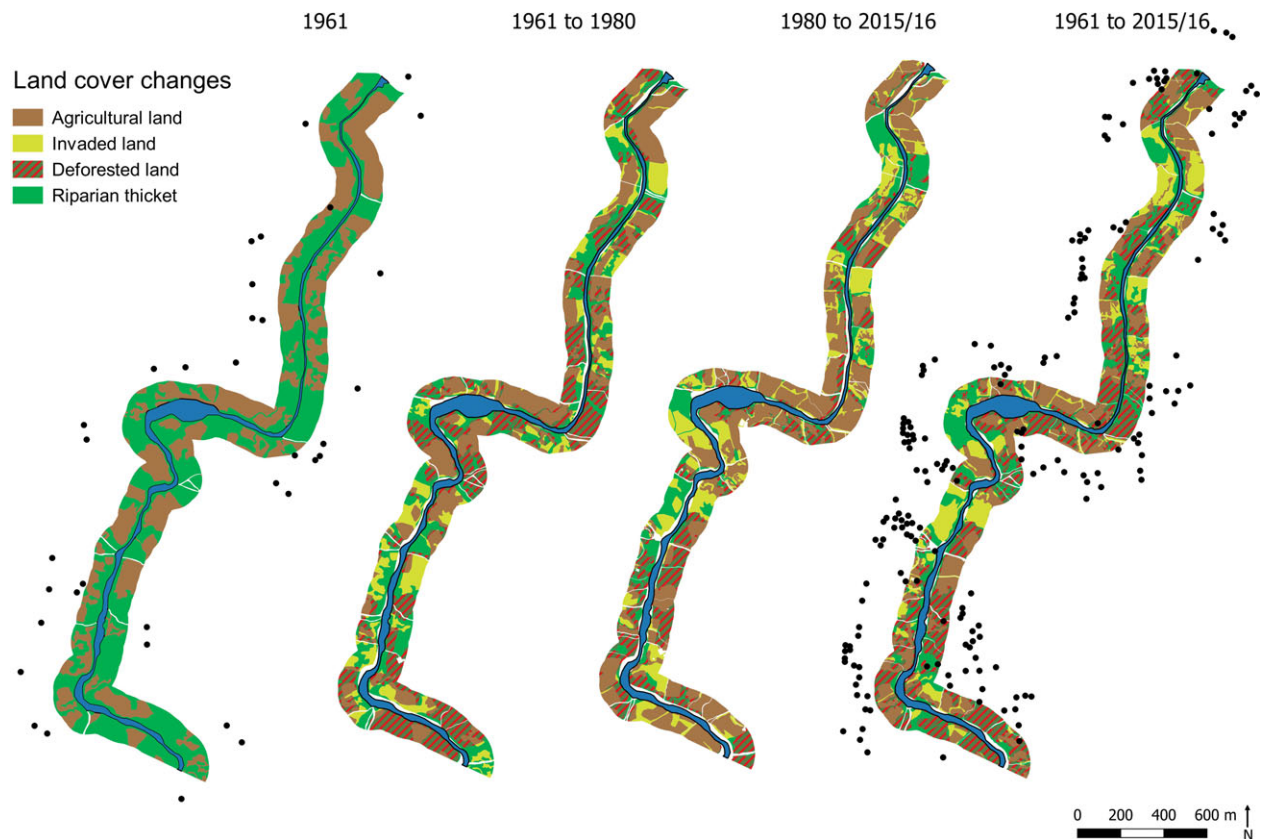 1961
1961 to 1980
1980 to 2015/16
1961 to 2015/16
Land cover changes
Agricultural land
Invaded land
Deforested land
Riparian thicket
0 200 400 600 m
N